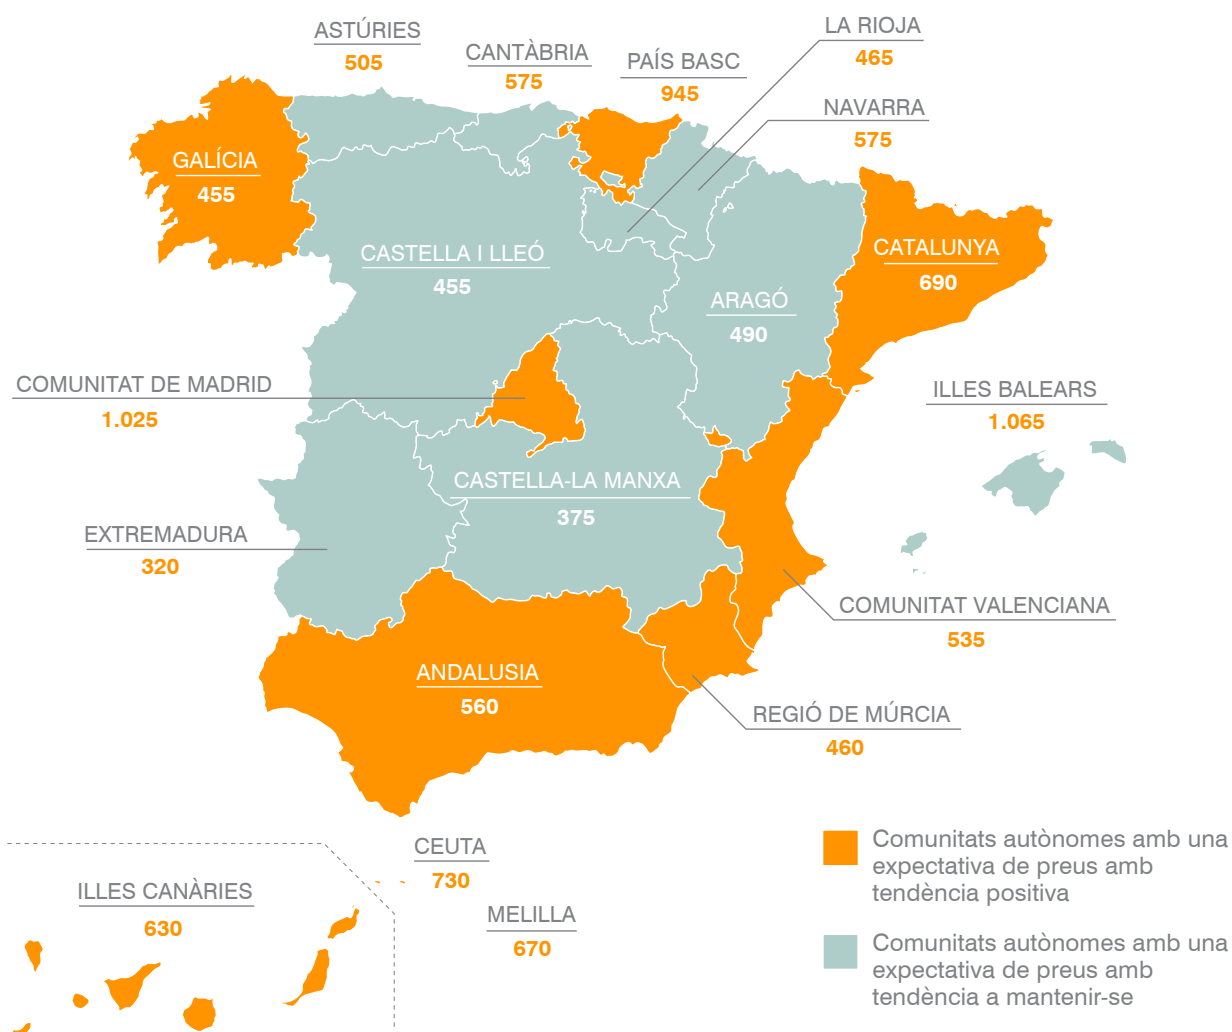 ASTÚRIES
505
CANTÀBRIA
575
PAÍS BASC
945
LA RIOJA
465
NAVARRA
575
GALÍCIA
455
CASTELLA I LLEÓ
455
CATALUNYA
690
ARAGÓ
490
COMUNITAT DE MADRID
1.025
ILLES BALEARS
1.065
CASTELLA-LA MANXA
375
EXTREMADURA
320
COMUNITAT VALENCIANA
535
ANDALUSIA
560
REGIÓ DE MÚRCIA
460
CEUTA
730
ILLES CANÀRIES
630
MELILLA
670
Comunitats autònomes amb una
expectativa de preus amb
tendència positiva
Comunitats autònomes amb una
expectativa de preus amb
tendència a mantenir-se